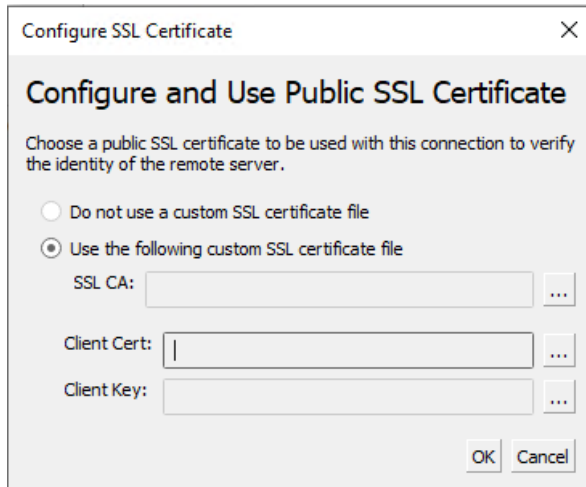 Configure SSL Certificate
Configure and Use Public SSL Certificate
Choose a public SSL certificate to be used with this connection to verify
the identity of the remote server.
Do not use a custom SSL certificate file
Use the following custom SSL certificate file
SSL CA:
...
Client Cert:
...
Client Key:
...
OK
Cancel